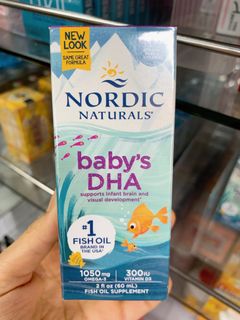 NEW
LOOK
SAME GREAT
FORMULA
NORDIC
NATURALS®
baby's
DHA
supports infant brain and
visual development*
#1
FISH OIL
BRAND IN
THE USA*
1050mg
OMEGA-3
300IU
VITAMIN D3
2 fl oz (60 mL)
FISH OIL SUPPLEMENT